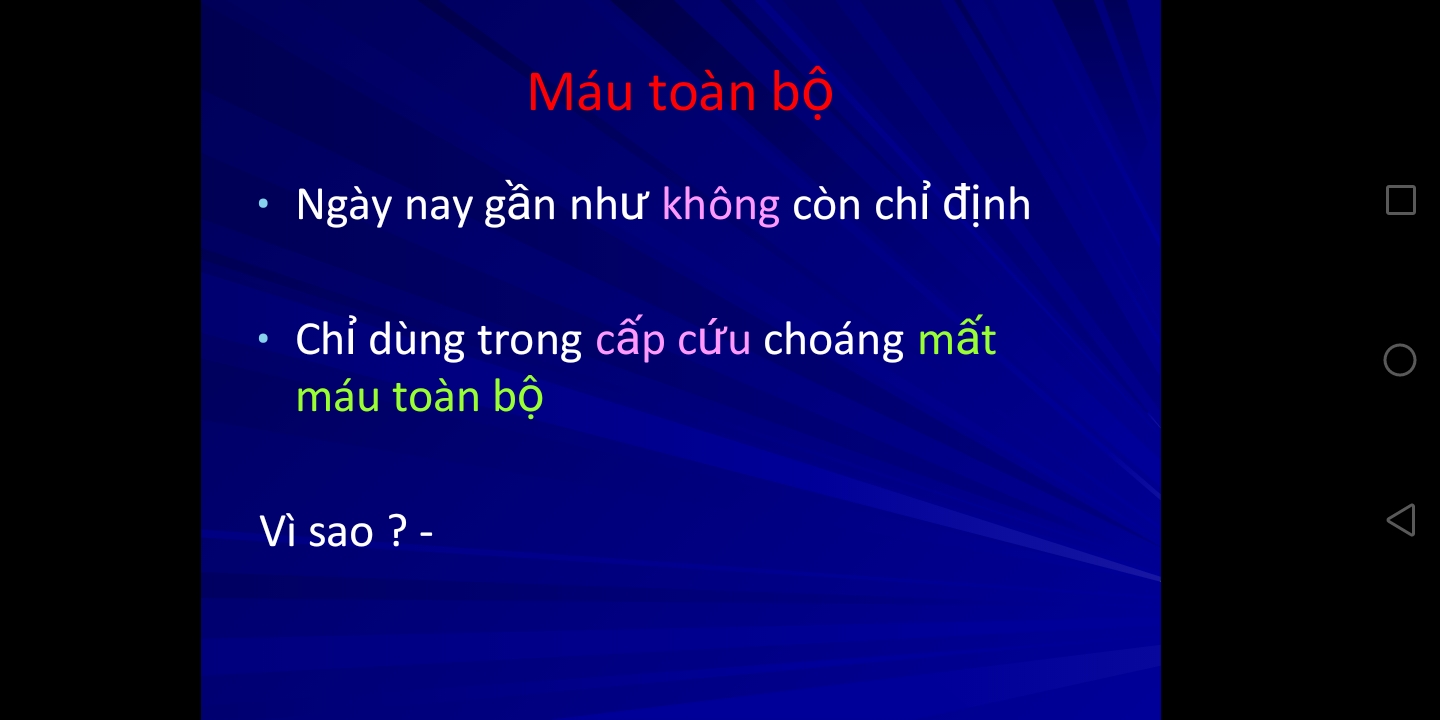 Máu toàn bộ
• Ngày nay gần như không còn chỉ định
• Chỉ dùng trong cấp cứu choáng mất
máu toàn bộ
Vì sao ? -